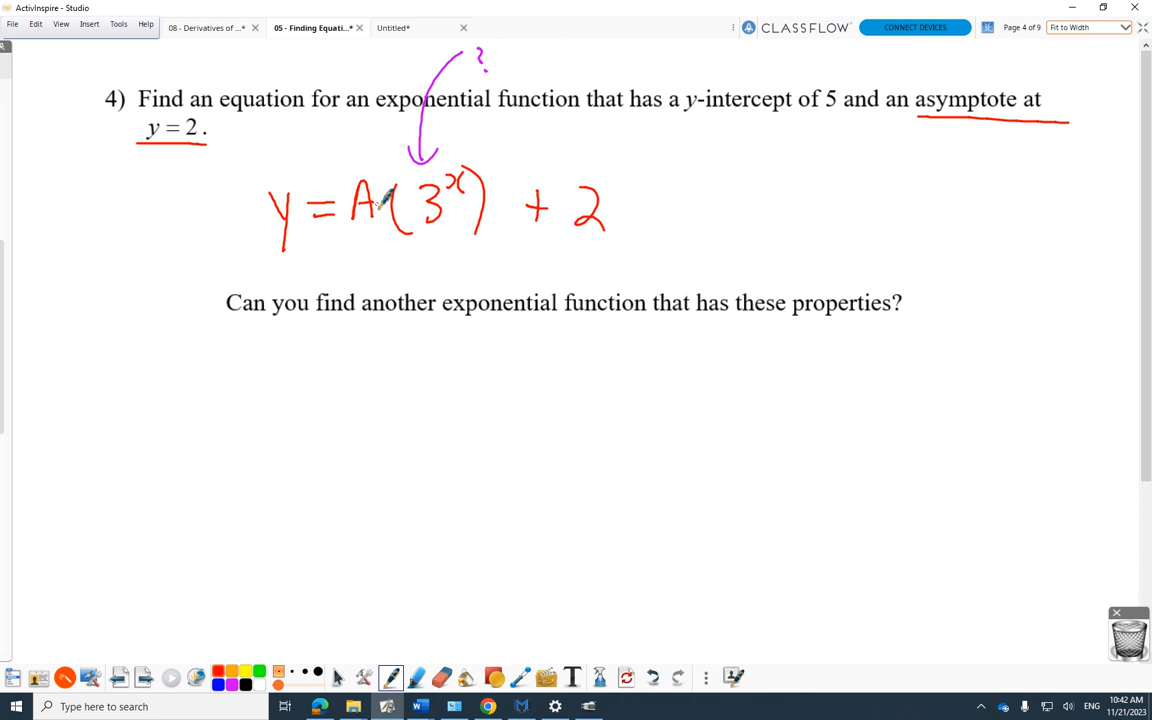 ActivInspire - Studio
File Edit View Insert Tools Help
08 - Derivatives of ...* 05 - Finding Equati...* Untitled*
CLASSFLOW CONNECT DEVICES Page 4 of 9 Fit to Width
?
4) Find an equation for an exponential function that has a y-intercept of 5 and an asymptote at
y = 2.
y = A(3^x) + 2
Can you find another exponential function that has these properties?
T
Type here to search
ENG
10:42 AM
11/21/2023